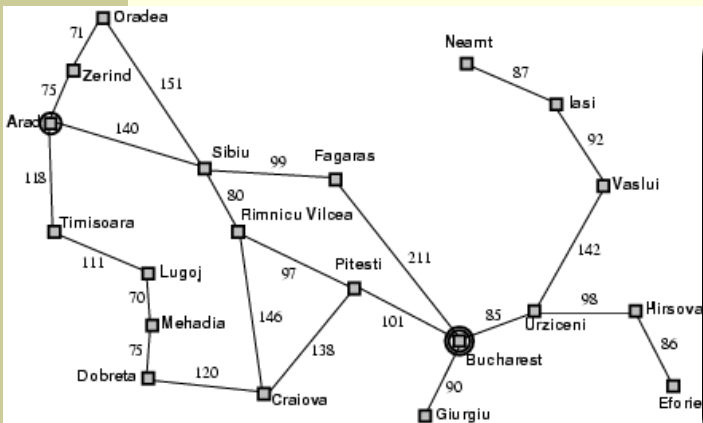 Oradea
71
Neamt
Zerind
87
75
151
Iasi
Arad
140
92
Sibiu
Fagaras
99
118
Vaslui
80
Timisoara
Rimnicu Vilcea
142
111
Pitesti
211
Lugoj
97
70
98
Hirsova
85
146
101
Urziceni
Mehadia
138
86
75
Bucharest
120
90
Dobreta
Craiova
Eforie
Giurgiu